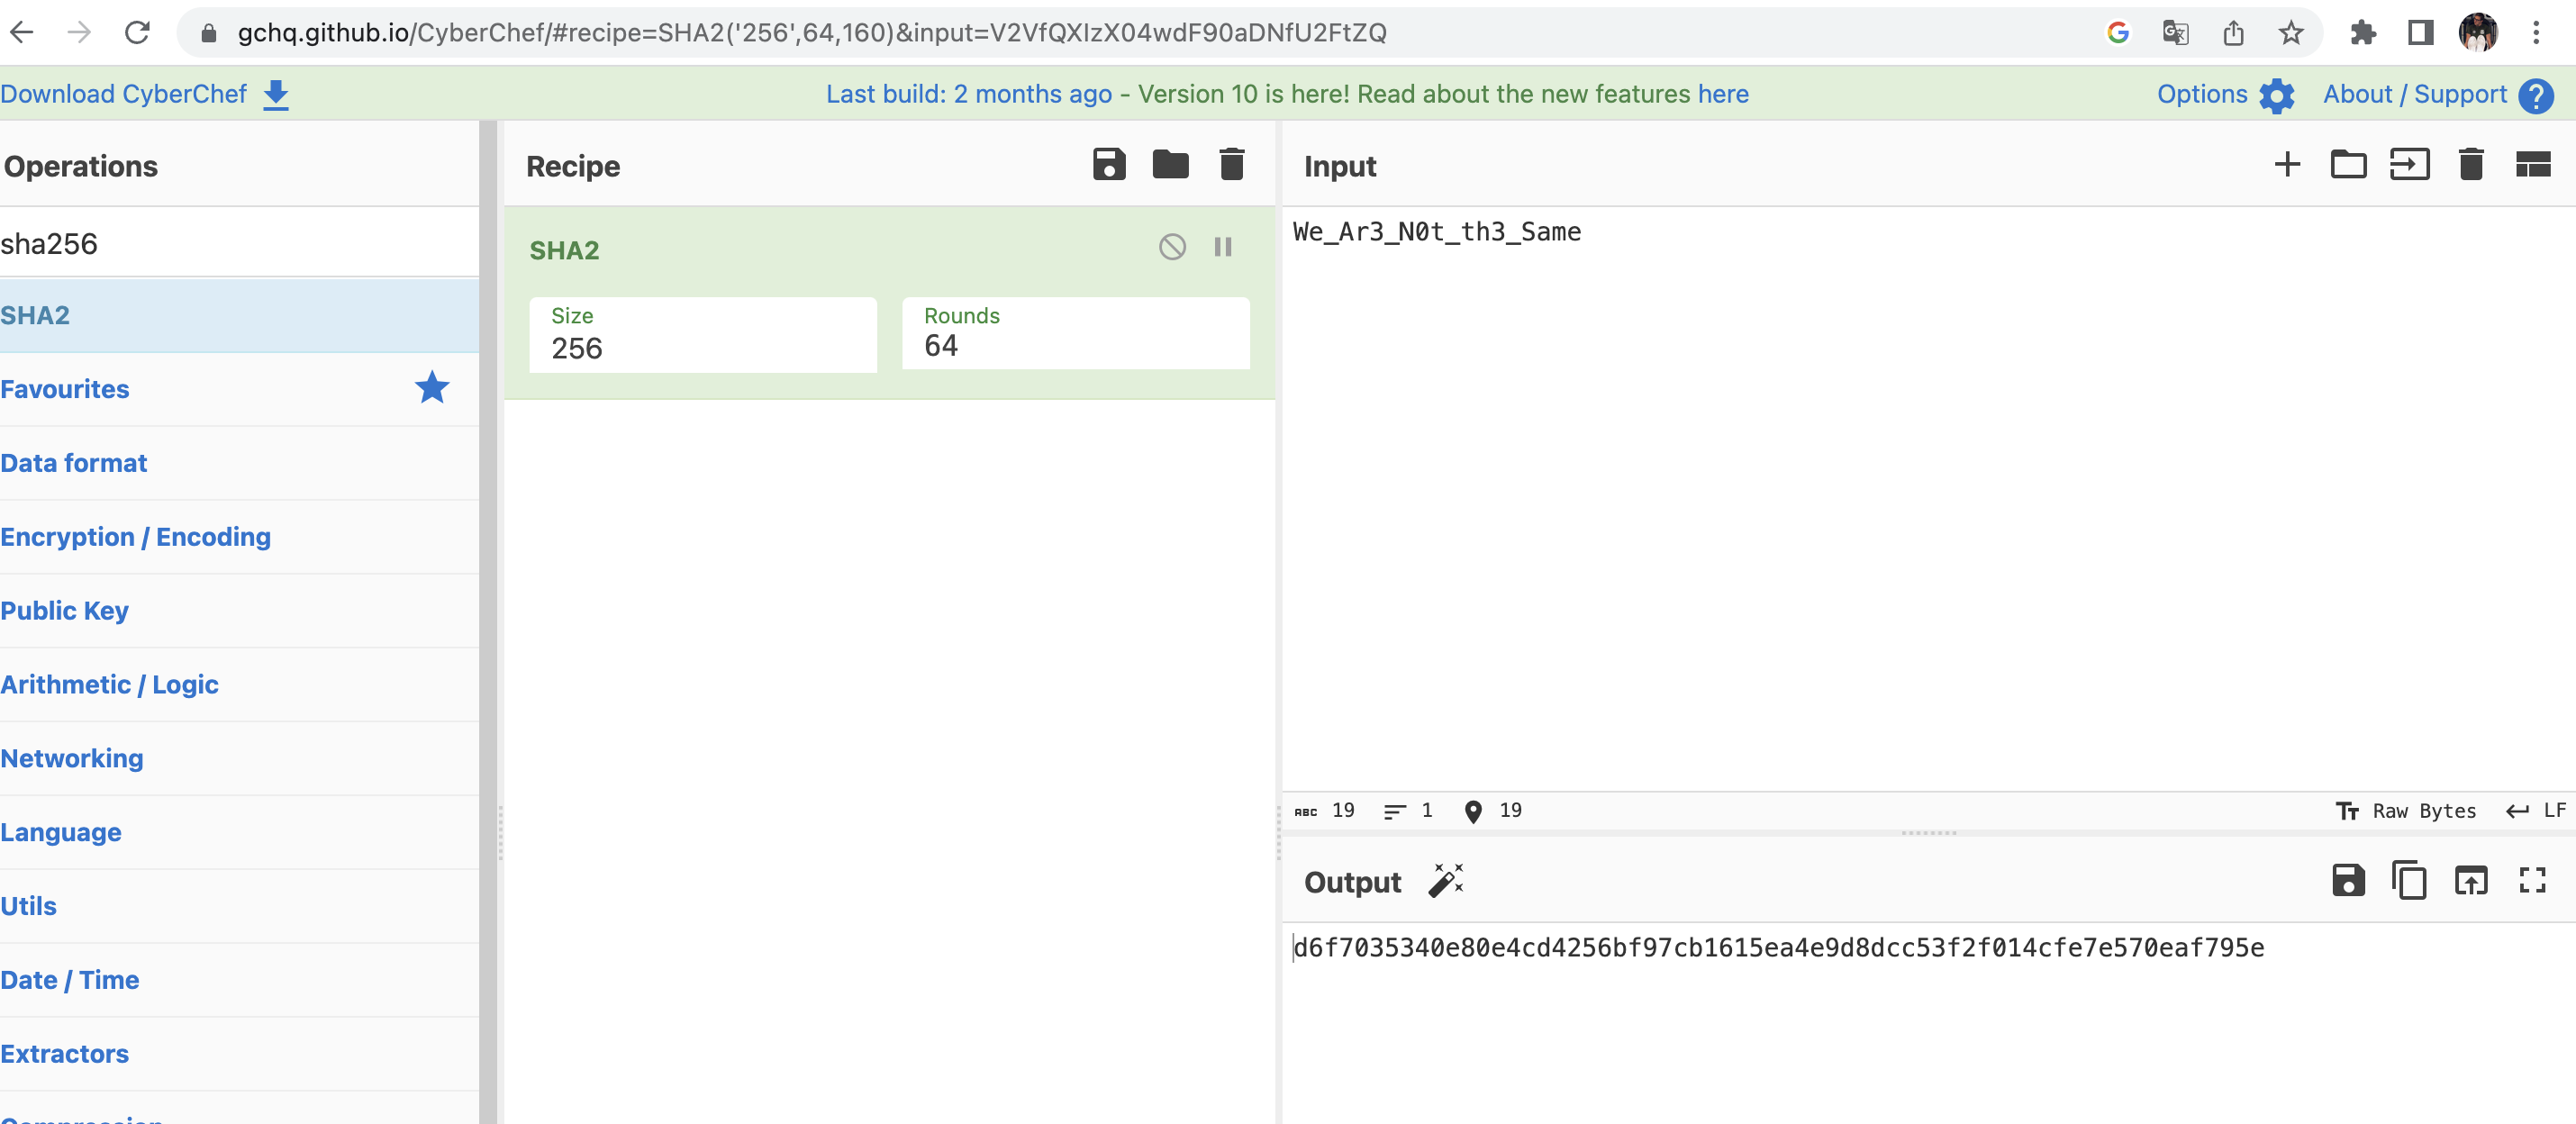 gchq.github.io/CyberChef/#recipe=SHA2('256',64,160)&input=V2VfQXIzX04wdF90aDNfU2FtZQ
Download CyberChef
Last build: 2 months ago - Version 10 is here! Read about the new features here
Options
About / Support
Operations
sha256
SHA2
Favourites
Data format
Encryption / Encoding
Public Key
Arithmetic / Logic
Networking
Language
Utils
Date / Time
Extractors
Recipe
SHA2
Size
256
Rounds
64
Input
We_Ar3_N0t_th3_Same
ABC 19 1 19
Raw Bytes LF
Output
d6f7035340e80e4cd4256bf97cb1615ea4e9d8dcc53f2f014cfe7e570eaf795e